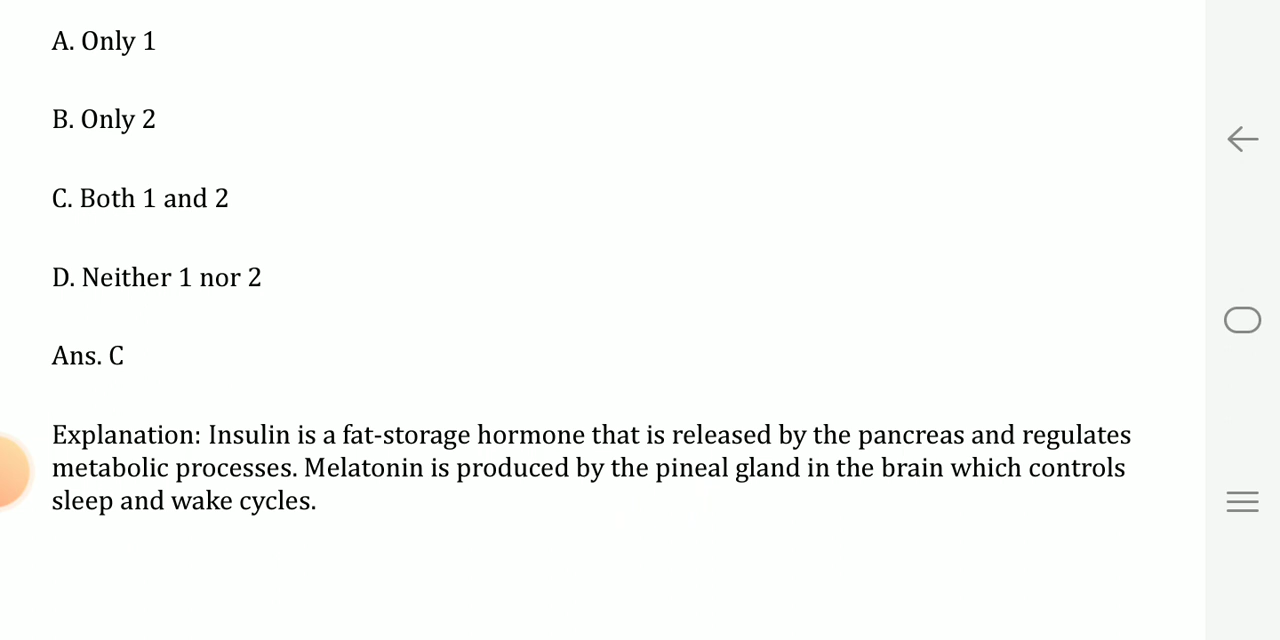 A. Only 1
B. Only 2
C. Both 1 and 2
D. Neither 1 nor 2
Ans. C
Explanation: Insulin is a fat-storage hormone that is released by the pancreas and regulates
metabolic processes. Melatonin is produced by the pineal gland in the brain which controls
sleep and wake cycles.